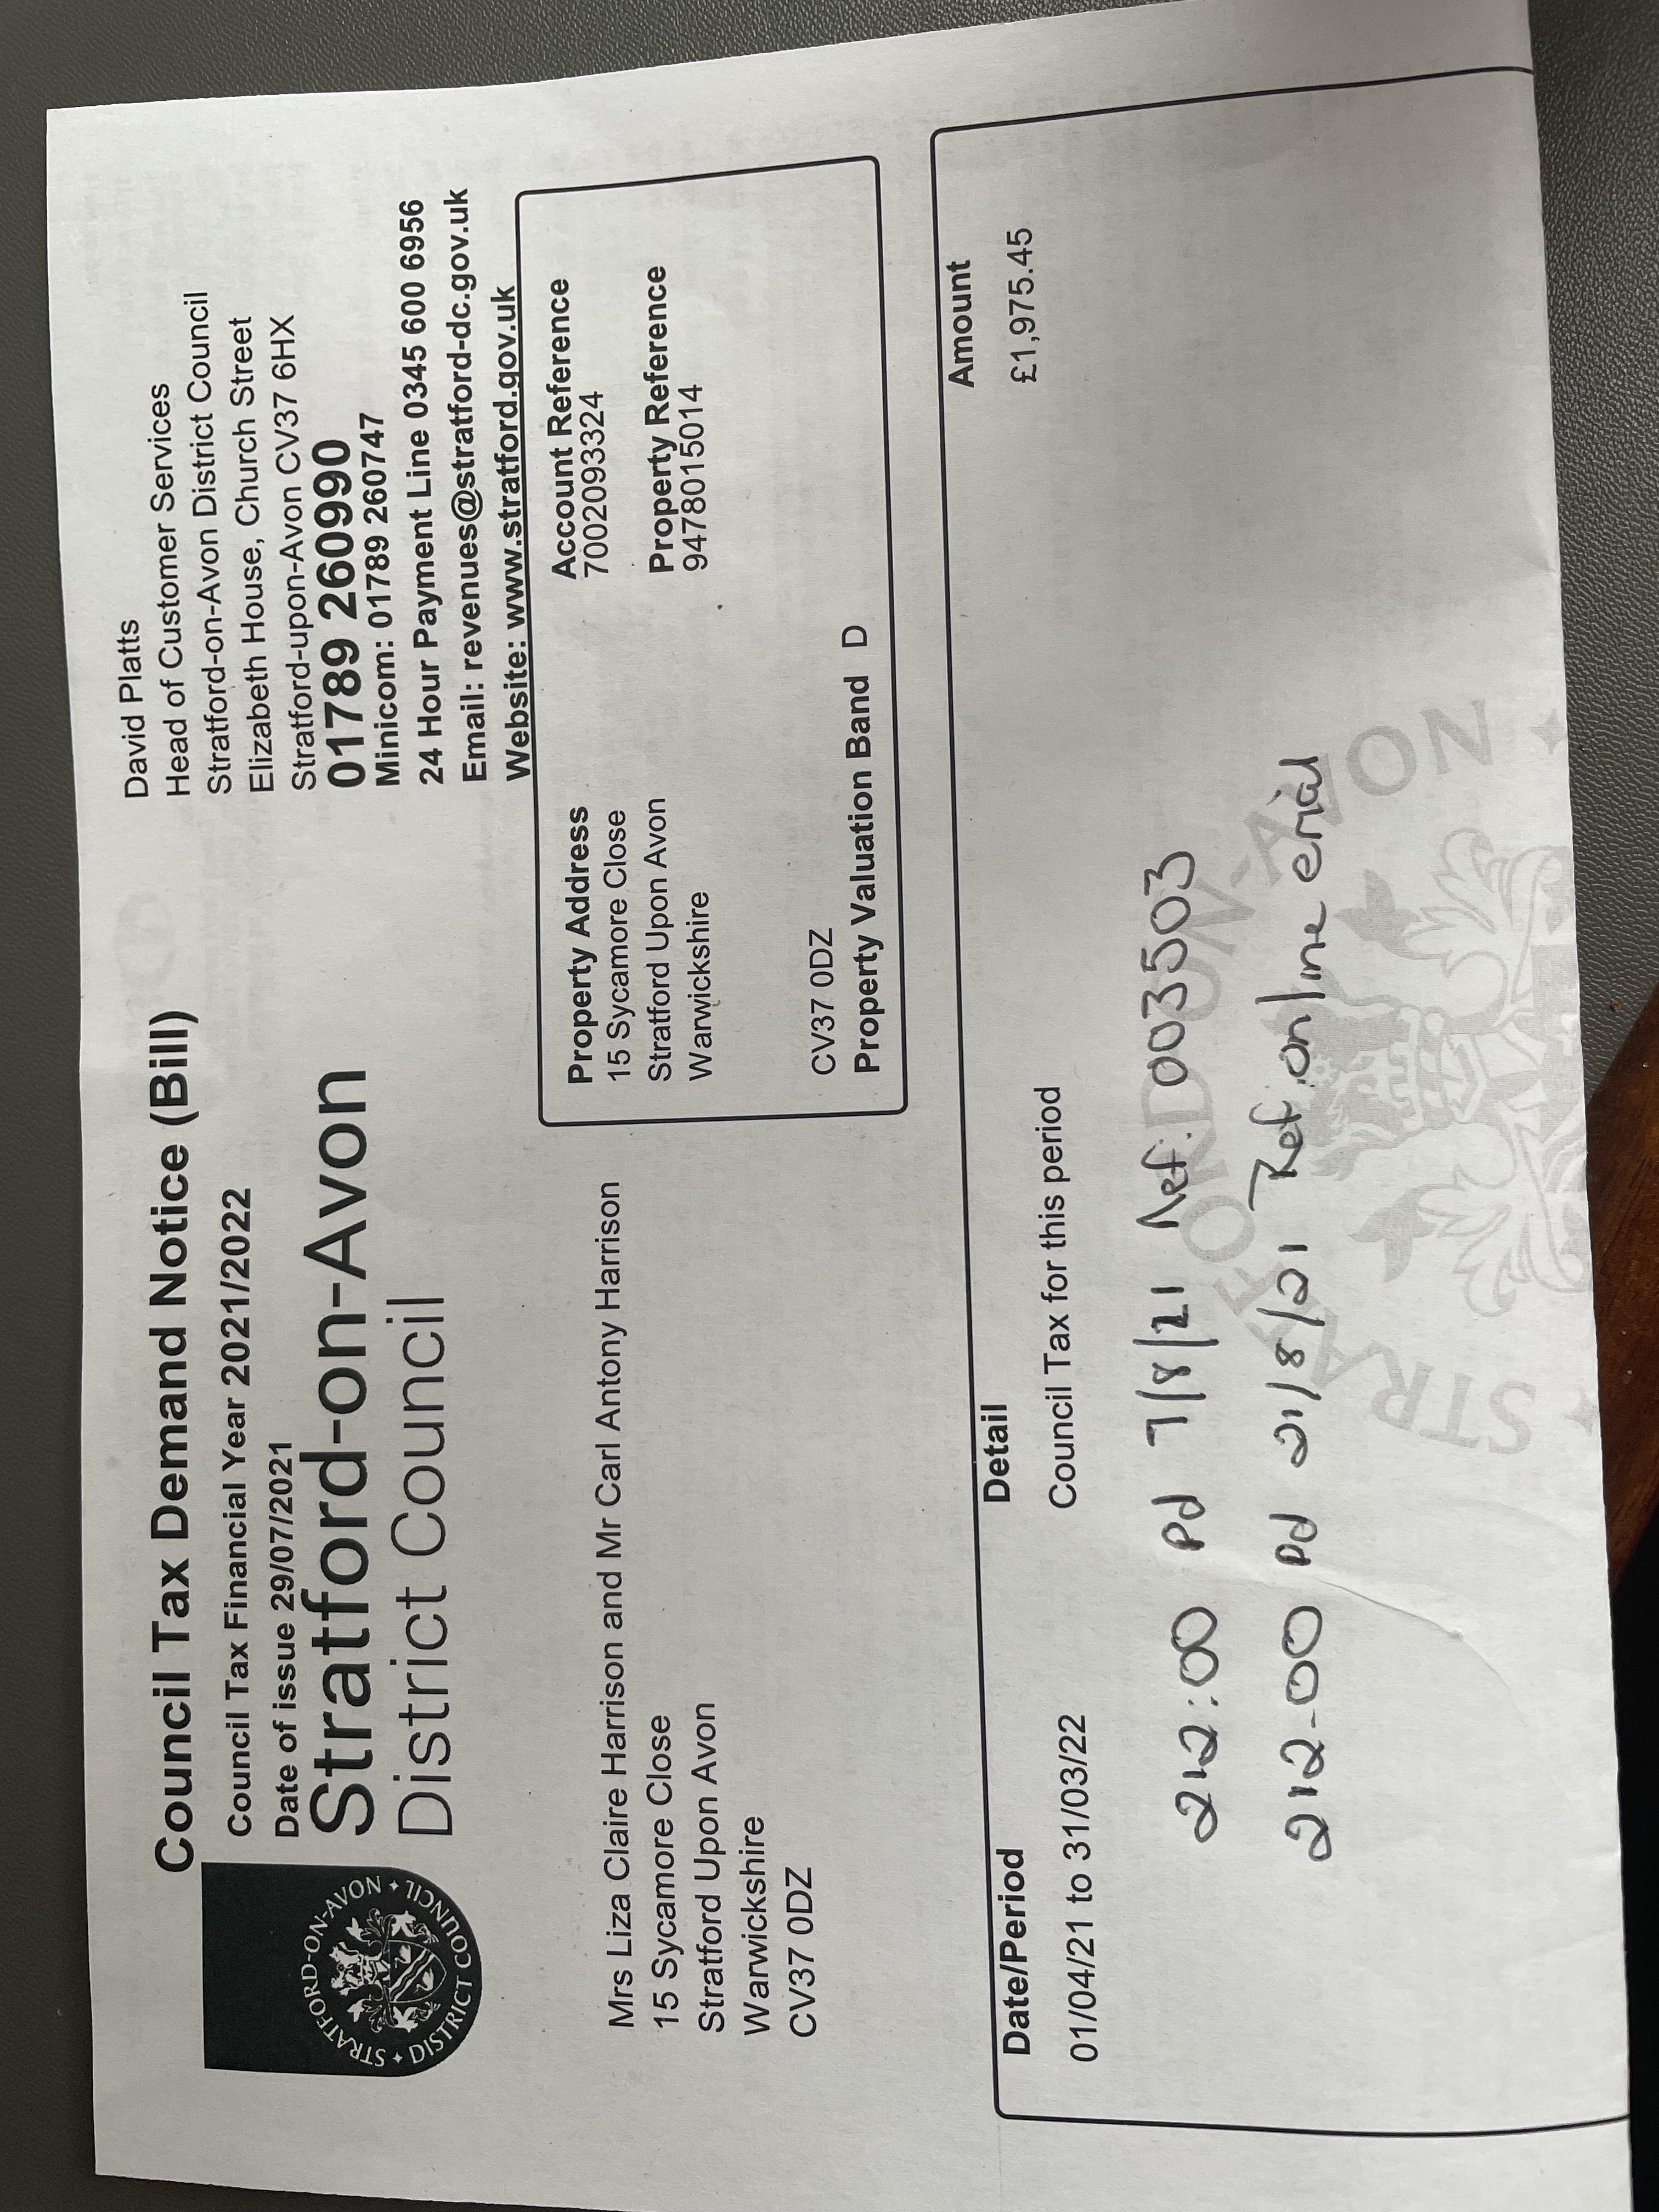 Council Tax Demand Notice (Bill)
Council Tax Financial Year 2021/2022
Date of issue 29/07/2021
Stratford-on-Avon
District Council
STRATFORD-ON-AVON
DISTRICT COUNCIL
David Platts
Head of Customer Services
Stratford-on-Avon District Council
Elizabeth House, Church Street
Stratford-upon-Avon CV37 6HX
01789 260990
Minicom: 01789 260747
24 Hour Payment Line 0345 600 6956
Email: revenues@stratford-dc.gov.uk
Website: www.stratford.gov.uk
Mrs Liza Claire Harrison and Mr Carl Antony Harrison
15 Sycamore Close
Stratford Upon Avon
Warwickshire
CV37 0DZ
Property Address
15 Sycamore Close
Stratford Upon Avon
Warwickshire
CV37 0DZ
Property Valuation Band D
Account Reference
7002093324
Property Reference
9478015014
Date/Period Detail Amount
01/04/21 to 31/03/22 Council Tax for this period £1,975.45
212:00 Pd 7/8/21 Ref: 003503
212-00 Pd 21/8/21 Ref. online email
STRATFORD-ON-AVON